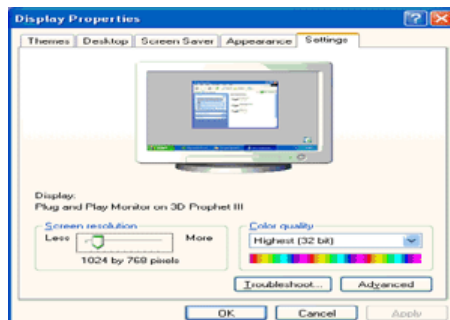 Display Properties
Themes Desktop Screen Saver Appearance Settings
Display:
Plug and Play Monitor on 3D Prophet III
Screen resolution
Less More
1024 by 768 pixels
Color quality
Highest (32 bit)
Troubleshoot... Advanced
OK Cancel Apply